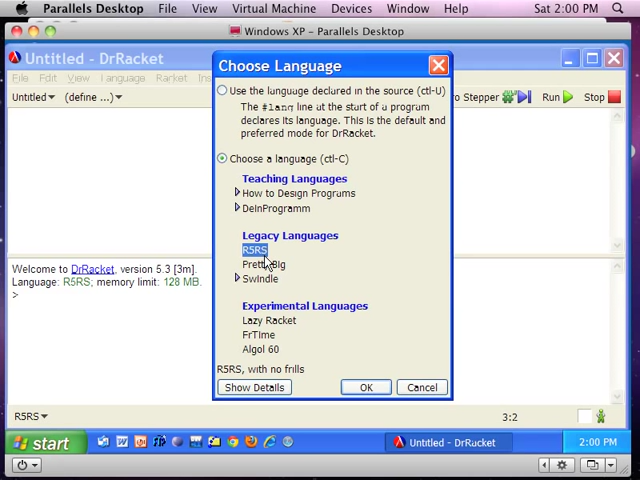 Parallels Desktop File View Virtual Machine Devices Window Help Sat 2:00 PM
Windows XP - Parallels Desktop
Untitled - DrRacket
File Edit View Language Racket Inse
Untitled (define ...) o Stepper Run Stop
Choose Language
Use the language declared in the source (ctl-U)
The #lang line at the start of a program
declares its language. This is the default and
preferred mode for DrRacket.
Choose a language (ctl-C)
Teaching Languages
How to Design Programs
DeinProgramm
Legacy Languages
R5RS
Pretty Big
Swindle
Experimental Languages
Lazy Racket
FrTime
Algol 60
R5RS, with no frills
Show Details OK Cancel
Welcome to DrRacket, version 5.3 [3m].
Language: R5RS; memory limit: 128 MB.
>
R5RS 3:2
start Untitled - DrRacket 2:00 PM